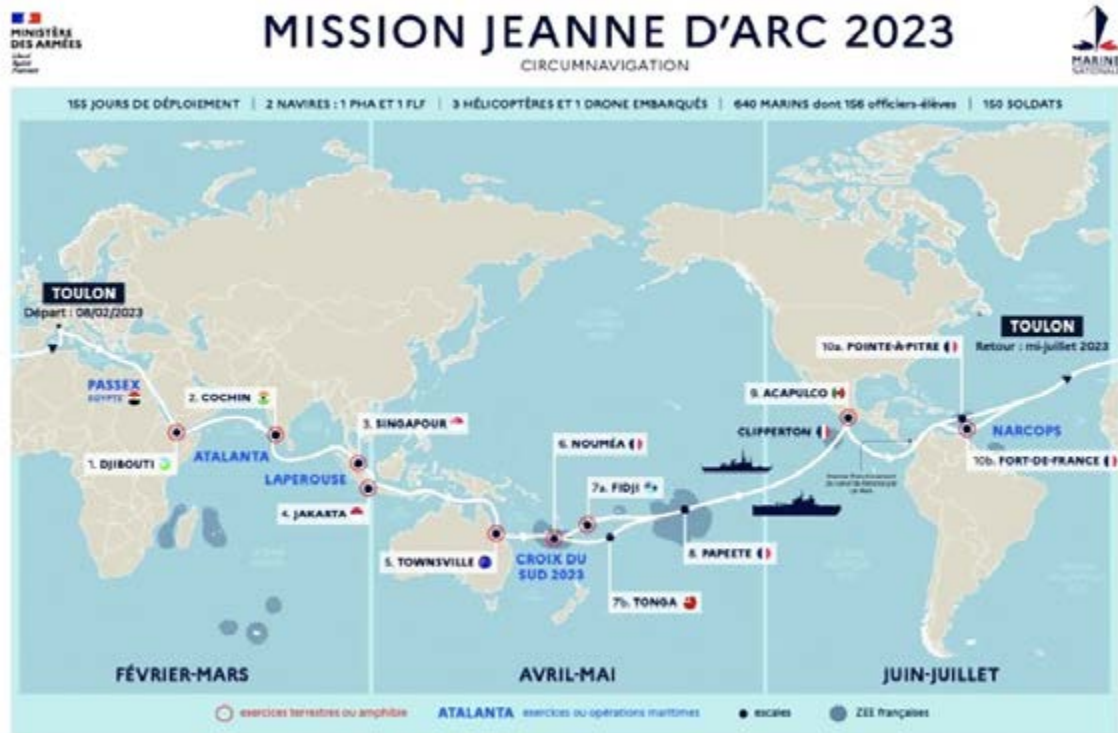 MINISTÈRE
DES ARMÉES
MISSION JEANNE D'ARC 2023
CIRCUMNAVIGATION
MARINE
NATIONALE
155 JOURS DE DÉPLOIEMENT | 2 NAVIRES : 1 PHA ET 1 FLF | 3 HÉLICOPTÈRES ET 1 DRONE EMBARQUÉS | 640 MARINS dont 156 officiers-élèves | 150 SOLDATS
TOULON
Départ : 08/02/2023
TOULON
Retour : mi-juillet 2023
10a. POINTE-À-PITRE
PASSEX
EGYPTE
2. COCHIN
9. ACAPULCO
3. SINGAPOUR
CLIPPERTON
NARCOPS
6. NOUMÉA
ATALANTA
1. DJIBOUTI
10b. FORT-DE-FRANCE
LAPEROUSE
7a. FIDJI
4. JAKARTA
5. TOWNSVILLE
CROIX DU
SUD 2023
8. PAPEETE
7b. TONGA
FÉVRIER-MARS
AVRIL-MAI
JUIN-JUILLET
exercices terrestres ou amphibie
ATALANTA exercices ou opérations maritimes
escales
ZEE françaises